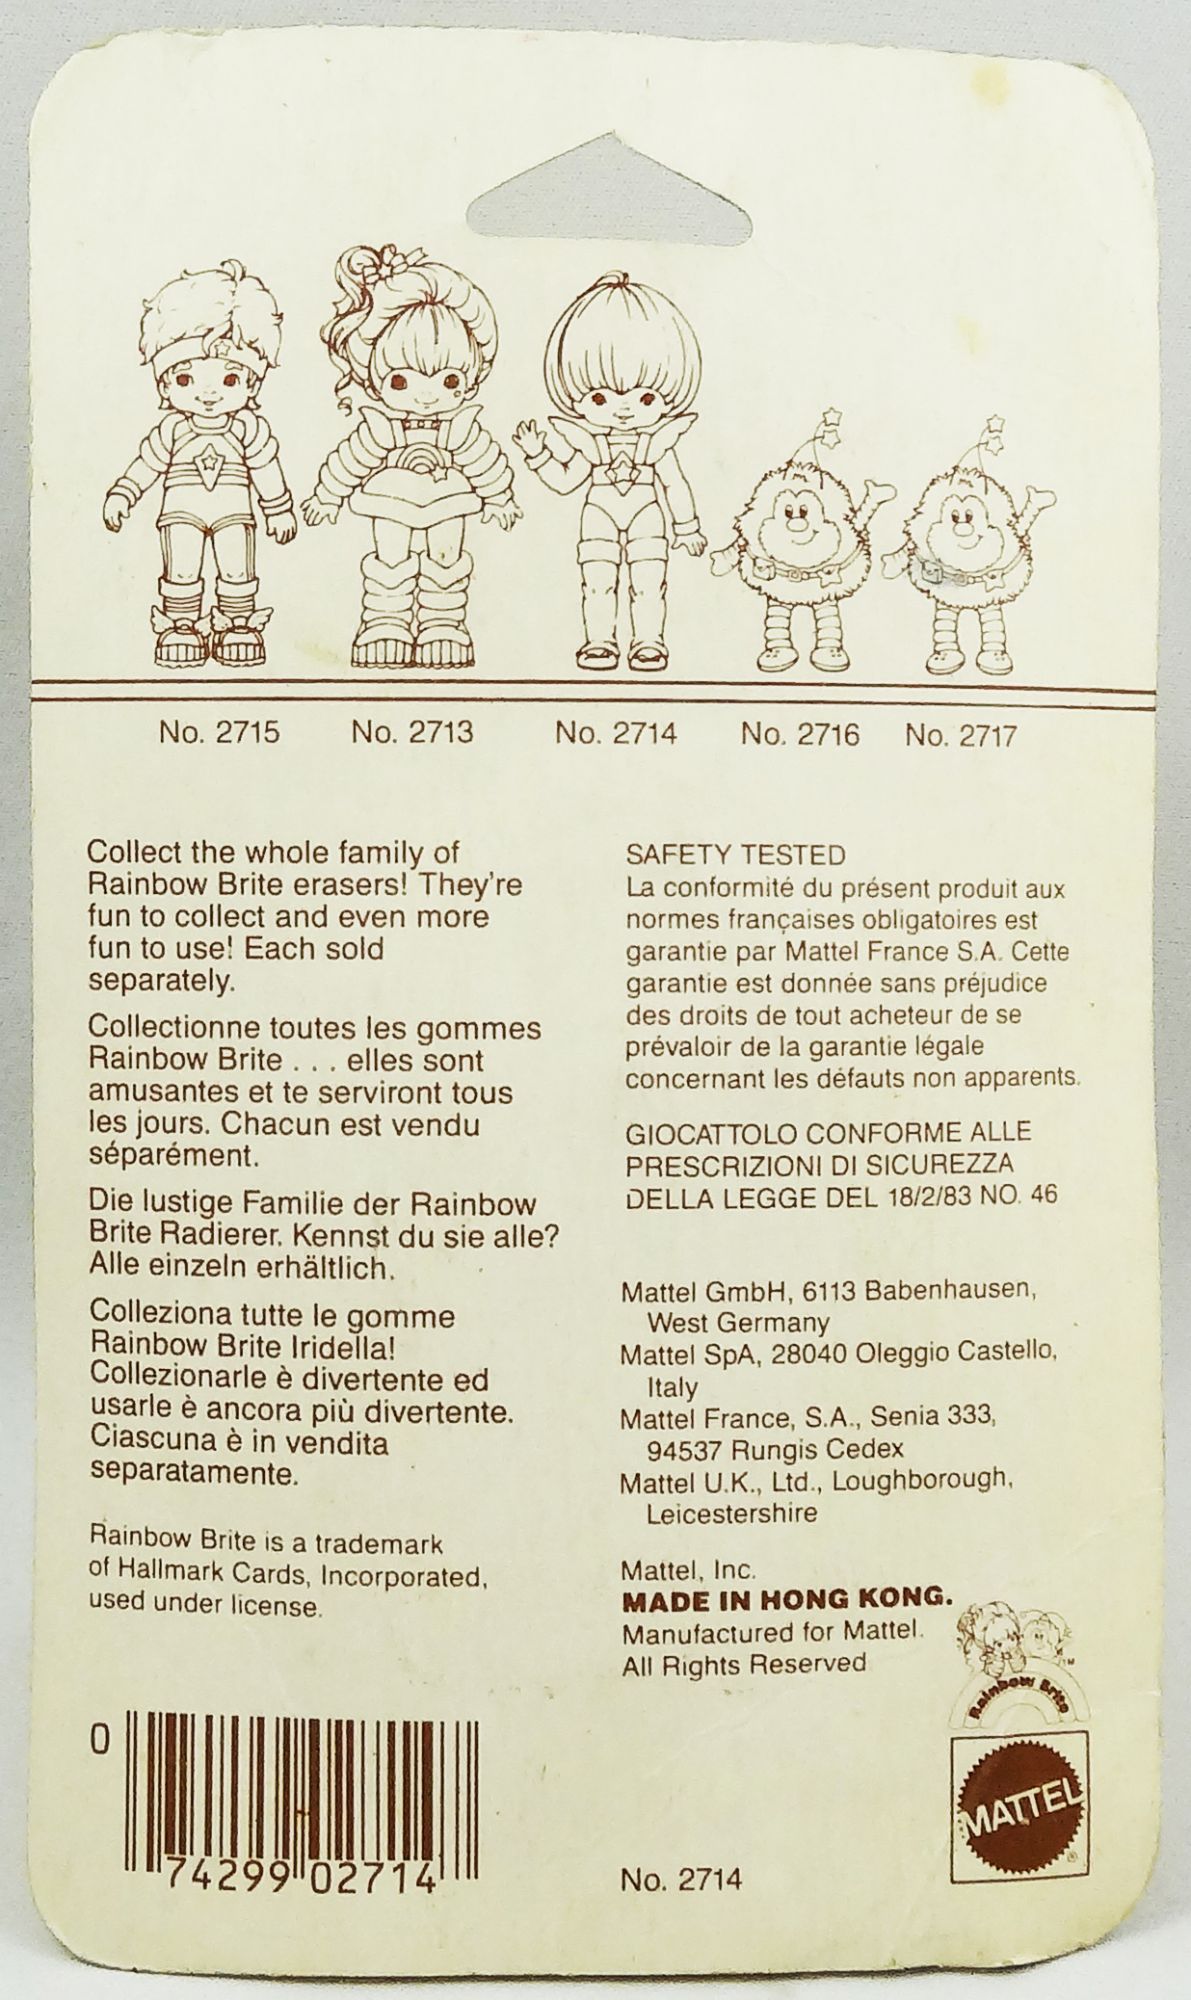 No. 2715 No. 2713 No. 2714 No. 2716 No. 2717
Collect the whole family of
Rainbow Brite erasers! They're
fun to collect and even more
fun to use! Each sold
separately.
Collectionne toutes les gommes
Rainbow Brite . . . elles sont
amusantes et te serviront tous
les jours. Chacun est vendu
séparément.
Die lustige Familie der Rainbow
Brite Radierer. Kennst du sie alle?
Alle einzeln erhältlich.
Colleziona tutte le gomme
Rainbow Brite Iridella!
Collezionarle è divertente ed
usarle è ancora più divertente.
Ciascuna è in vendita
separatamente.
Rainbow Brite is a trademark
of Hallmark Cards, Incorporated,
used under license.
0
74299 02714
SAFETY TESTED
La conformité du présent produit aux
normes françaises obligatoires est
garantie par Mattel France S.A. Cette
garantie est donnée sans préjudice
des droits de tout acheteur de se
prévaloir de la garantie légale
concernant les défauts non apparents.
GIOCATTOLO CONFORME ALLE
PRESCRIZIONI DI SICUREZZA
DELLA LEGGE DEL 18/2/83 NO. 46
Mattel GmbH, 6113 Babenhausen,
West Germany
Mattel SpA, 28040 Oleggio Castello,
Italy
Mattel France, S.A., Senia 333,
94537 Rungis Cedex
Mattel U.K., Ltd., Loughborough,
Leicestershire
Mattel, Inc.
MADE IN HONG KONG.
Manufactured for Mattel.
All Rights Reserved
TM
Rainbow Brite
MATTEL
®
No. 2714